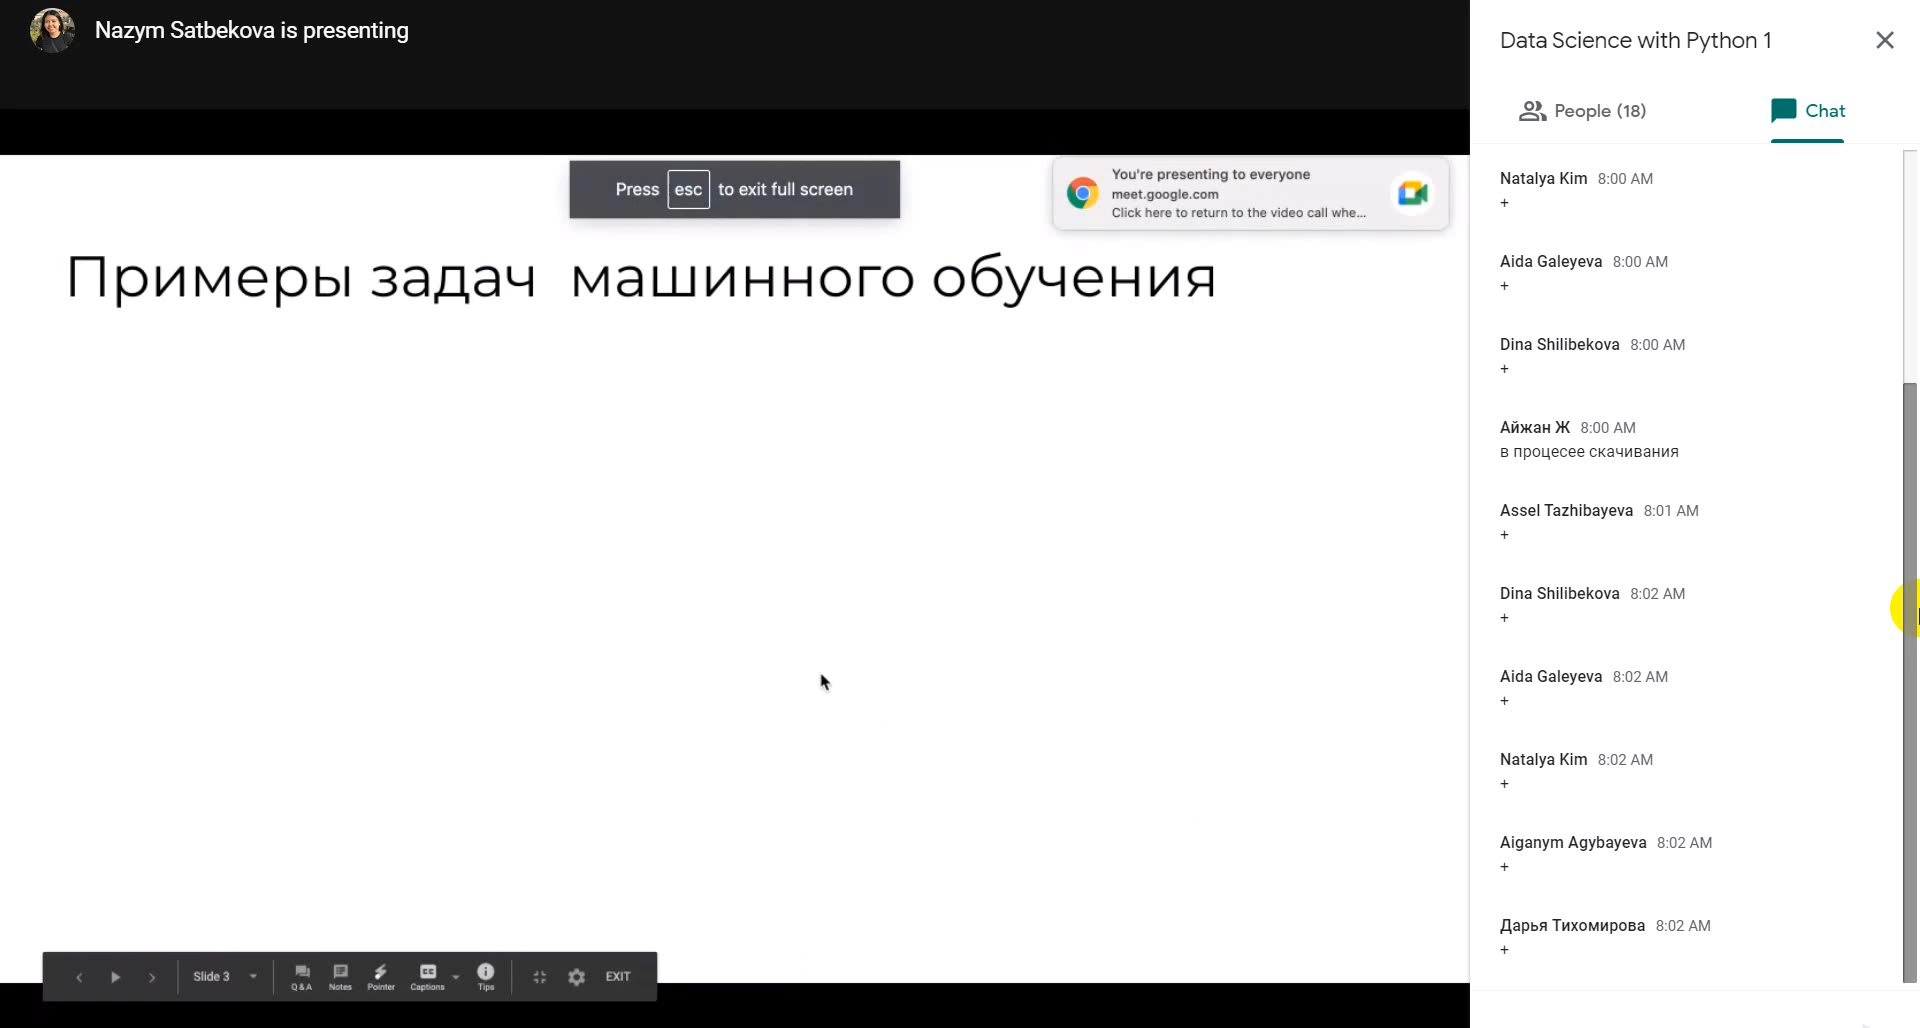 Nazym Satbekova is presenting
Press esc to exit full screen
You're presenting to everyone
meet.google.com
Click here to return to the video call whe...
Примеры задач машинного обучения
Slide 3
Q&A
Notes
Pointer
CC
Captions
Tips
EXIT
Data Science with Python 1
People (18)
Chat
Natalya Kim 8:00 AM
+
Aida Galeyeva 8:00 AM
+
Dina Shilibekova 8:00 AM
+
Айжан Ж 8:00 AM
в процесее скачивания
Assel Tazhibayeva 8:01 AM
+
Dina Shilibekova 8:02 AM
+
Aida Galeyeva 8:02 AM
+
Natalya Kim 8:02 AM
+
Aiganym Agybayeva 8:02 AM
+
Дарья Тихомирова 8:02 AM
+